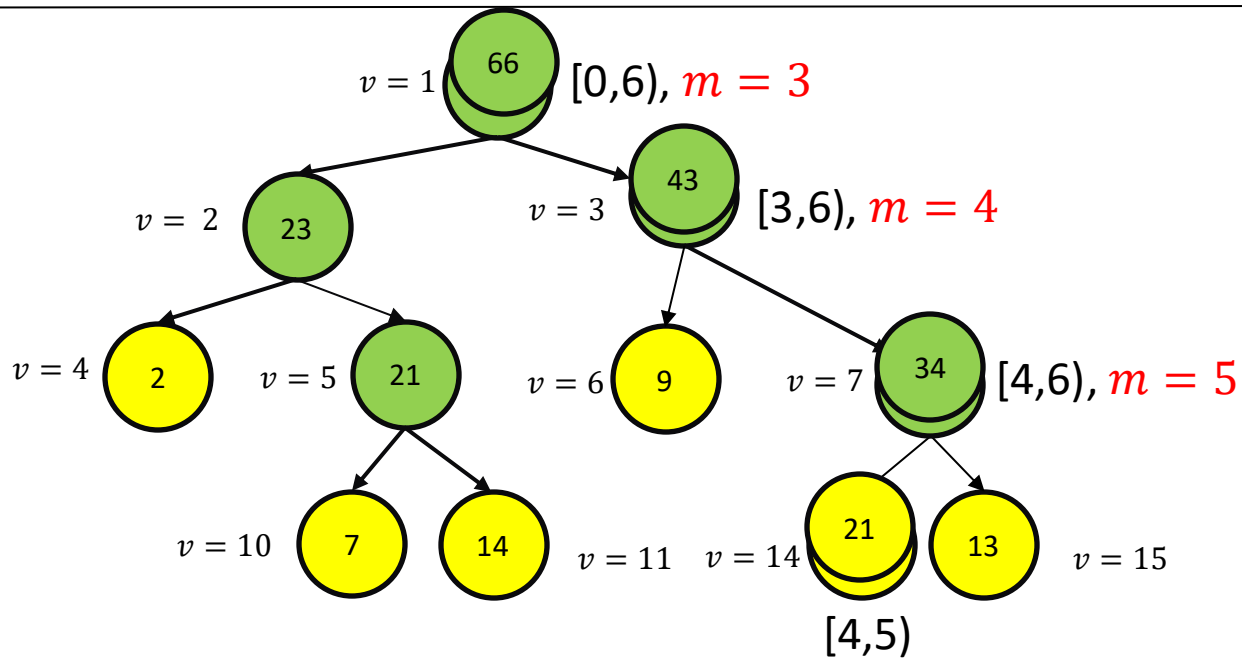 66
v = 1
[0,6), m = 3
43
v = 2
23
v = 3
[3,6), m = 4
v = 4
2
v = 5
21
v = 6
9
v = 7
34
[4,6), m = 5
v = 10
7
14
v = 11
v = 14
21
13
v = 15
[4,5)